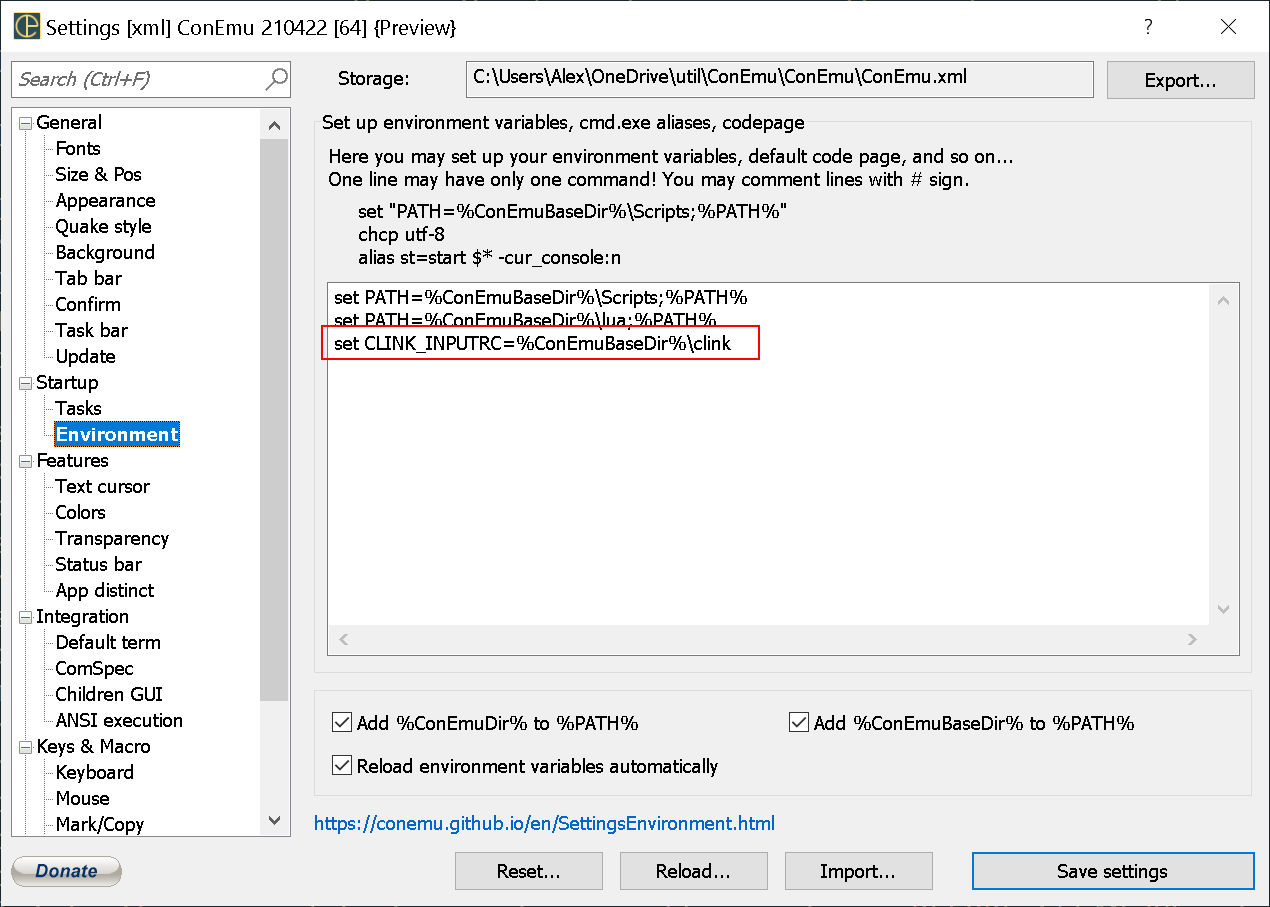 Settings [xml] ConEmu 210422 [64] {Preview}
?
Search (Ctrl+F)
Storage:
C:\Users\Alex\OneDrive\util\ConEmu\ConEmu\ConEmu.xml
Export...
General
Fonts
Size & Pos
Appearance
Quake style
Background
Tab bar
Confirm
Task bar
Update
Startup
Tasks
Environment
Features
Text cursor
Colors
Transparency
Status bar
App distinct
Integration
Default term
ComSpec
Children GUI
ANSI execution
Keys & Macro
Keyboard
Mouse
Mark/Copy
Donate
Set up environment variables, cmd.exe aliases, codepage
Here you may set up your environment variables, default code page, and so on...
One line may have only one command! You may comment lines with # sign.
set "PATH=%ConEmuBaseDir%\Scripts;%PATH%"
chcp utf-8
alias st=start $* -cur_console:n
set PATH=%ConEmuBaseDir%\Scripts;%PATH%
set PATH=%ConEmuBaseDir%\lua;%PATH%
set CLINK_INPUTRC=%ConEmuBaseDir%\clink
Add %ConEmuDir% to %PATH%
Add %ConEmuBaseDir% to %PATH%
Reload environment variables automatically
https://conemu.github.io/en/SettingsEnvironment.html
Reset...
Reload...
Import...
Save settings